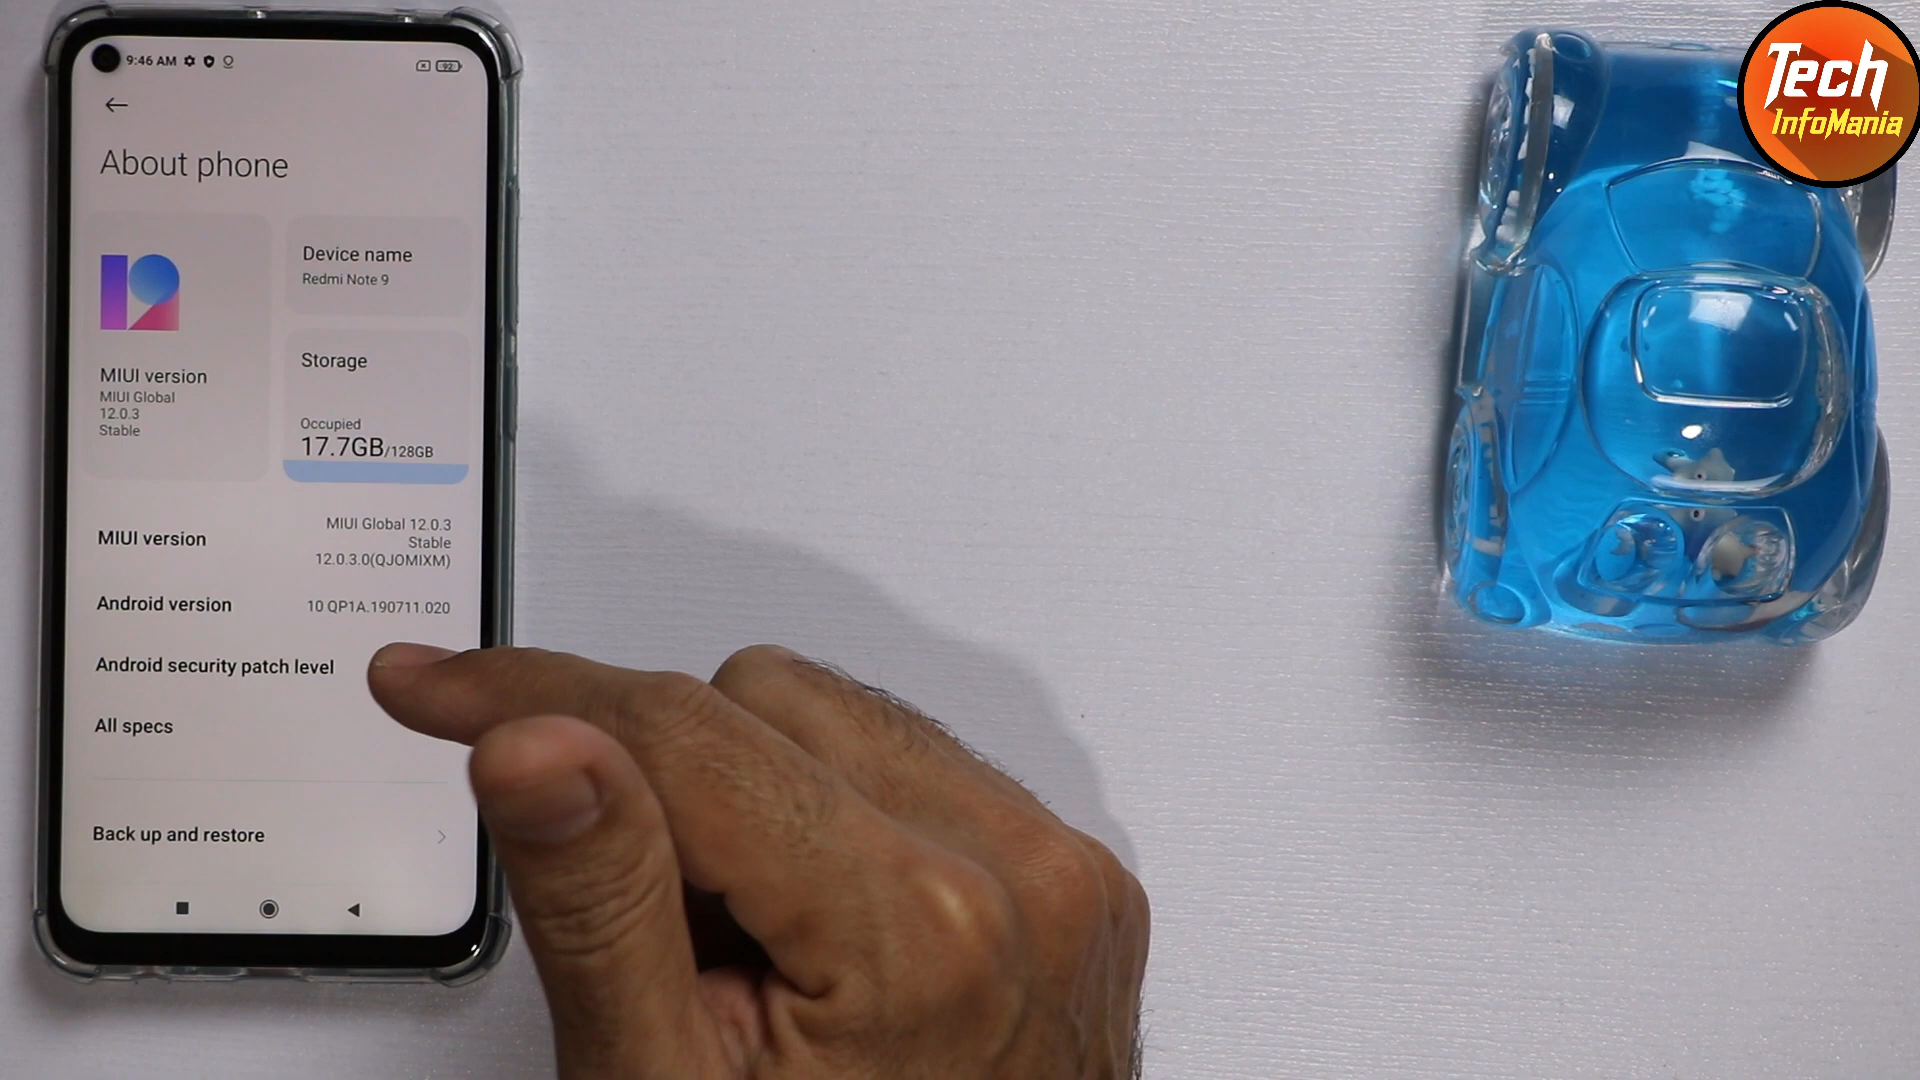 9:46 AM
92
About phone
MIUI version
MIUI Global
12.0.3
Stable
Device name
Redmi Note 9
Storage
Occupied
17.7GB/128GB
MIUI version
MIUI Global 12.0.3
Stable
12.0.3.0(QJOMIXM)
Android version
10 QP1A.190711.020
Android security patch level
All specs
Back up and restore
Tech
InfoMania